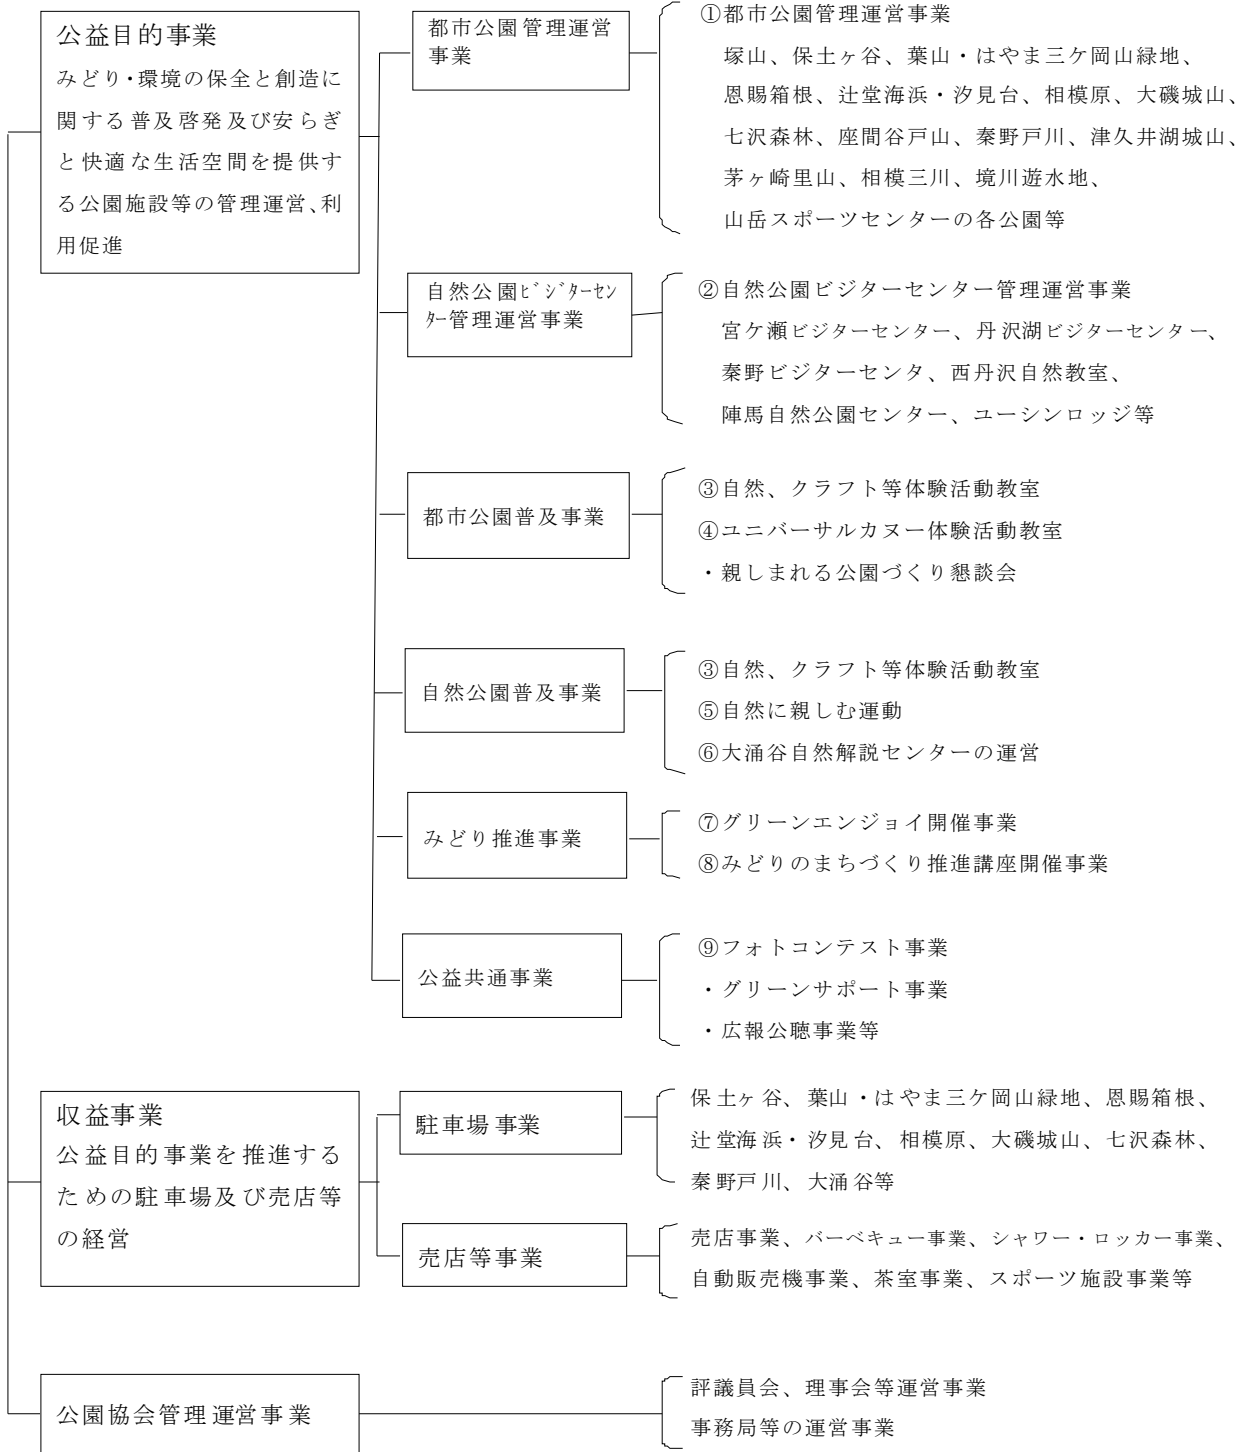 公益目的事業
みどり・環境の保全と創造に
関する普及啓発及び安らぎ
と快適な生活空間を提供す
る公園施設等の管理運営、利
用促進
都市公園管理運営
事業
①都市公園管理運営事業
塚山、保土ヶ谷、葉山・はやま三ケ岡山緑地、
恩賜箱根、辻堂海浜・汐見台、相模原、大磯城山、
七沢森林、座間谷戸山、秦野戸川、津久井湖城山、
茅ヶ崎里山、相模三川、境川遊水地、
山岳スポーツセンターの各公園等
自然公園ﾋﾞｼﾞﾀｰｾﾝ
ﾀｰ管理運営事業
②自然公園ビジターセンター管理運営事業
宮ケ瀬ビジターセンター、丹沢湖ビジターセンター、
秦野ビジターセンタ、西丹沢自然教室、
陣馬自然公園センター、ユーシンロッジ等
都市公園普及事業
③自然、クラフト等体験活動教室
④ユニバーサルカヌー体験活動教室
・親しまれる公園づくり懇談会
自然公園普及事業
③自然、クラフト等体験活動教室
⑤自然に親しむ運動
⑥大涌谷自然解説センターの運営
みどり推進事業
⑦グリーンエンジョイ開催事業
⑧みどりのまちづくり推進講座開催事業
公益共通事業
⑨フォトコンテスト事業
・グリーンサポート事業
・広報公聴事業等
収益事業
公益目的事業を推進する
ための駐車場及び売店等
の経営
駐車場事業
保土ヶ谷、葉山・はやま三ケ岡山緑地、恩賜箱根、
辻堂海浜・汐見台、相模原、大磯城山、七沢森林、
秦野戸川、大涌谷等
売店等事業
売店事業、バーベキュー事業、シャワー・ロッカー事業、
自動販売機事業、茶室事業、スポーツ施設事業等
公園協会管理運営事業
評議員会、理事会等運営事業
事務局等の運営事業